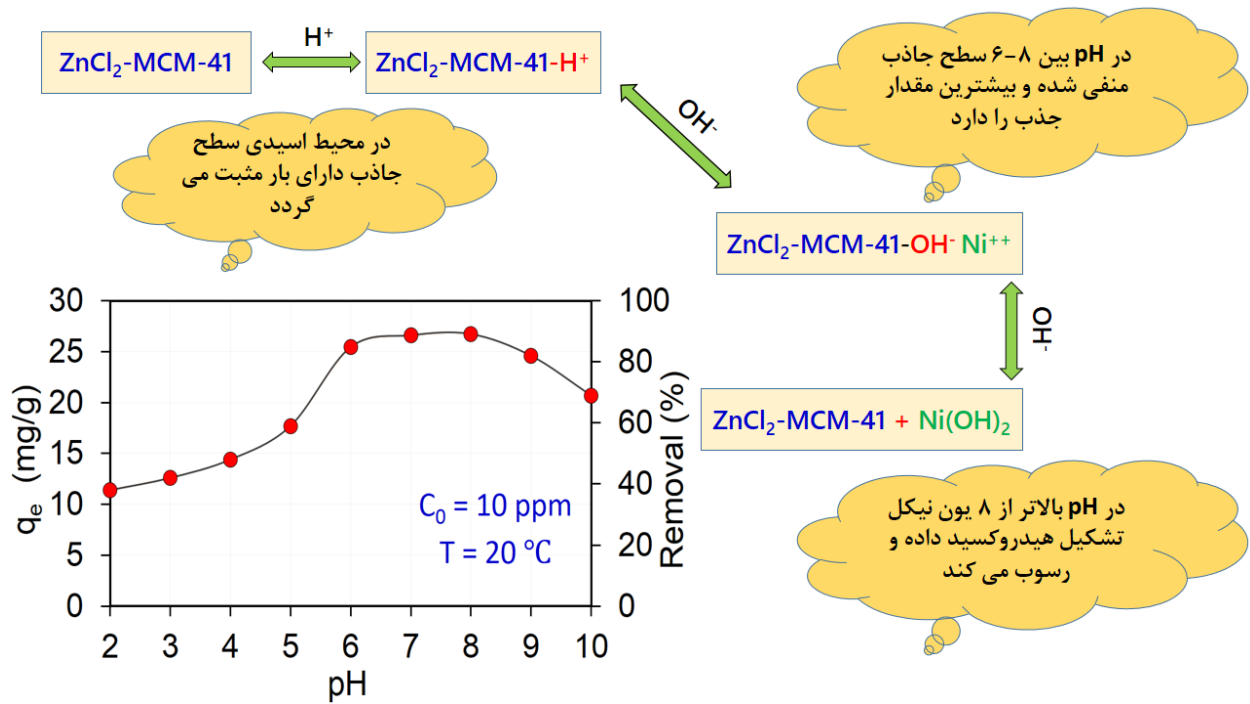 H⁺
ZnCl₂-MCM-41
ZnCl₂-MCM-41-H⁺
در pH بین ۸-۶ سطح جاذب
منفی شده و بیشترین مقدار
جذب را دارد
OH⁻
در محیط اسیدی سطح
جاذب دارای بار مثبت می
گردد
ZnCl₂-MCM-41-OH⁻ Ni⁺⁺
OH⁻
ZnCl₂-MCM-41 + Ni(OH)₂
در pH بالاتر از ۸ یون نیکل
تشکیل هیدروکسید داده و
رسوب می کند
qₑ (mg/g)
30
25
20
15
10
5
0
Removal (%)
100
80
60
40
20
0
C₀ = 10 ppm
T = 20 ℃
2 3 4 5 6 7 8 9 10
pH